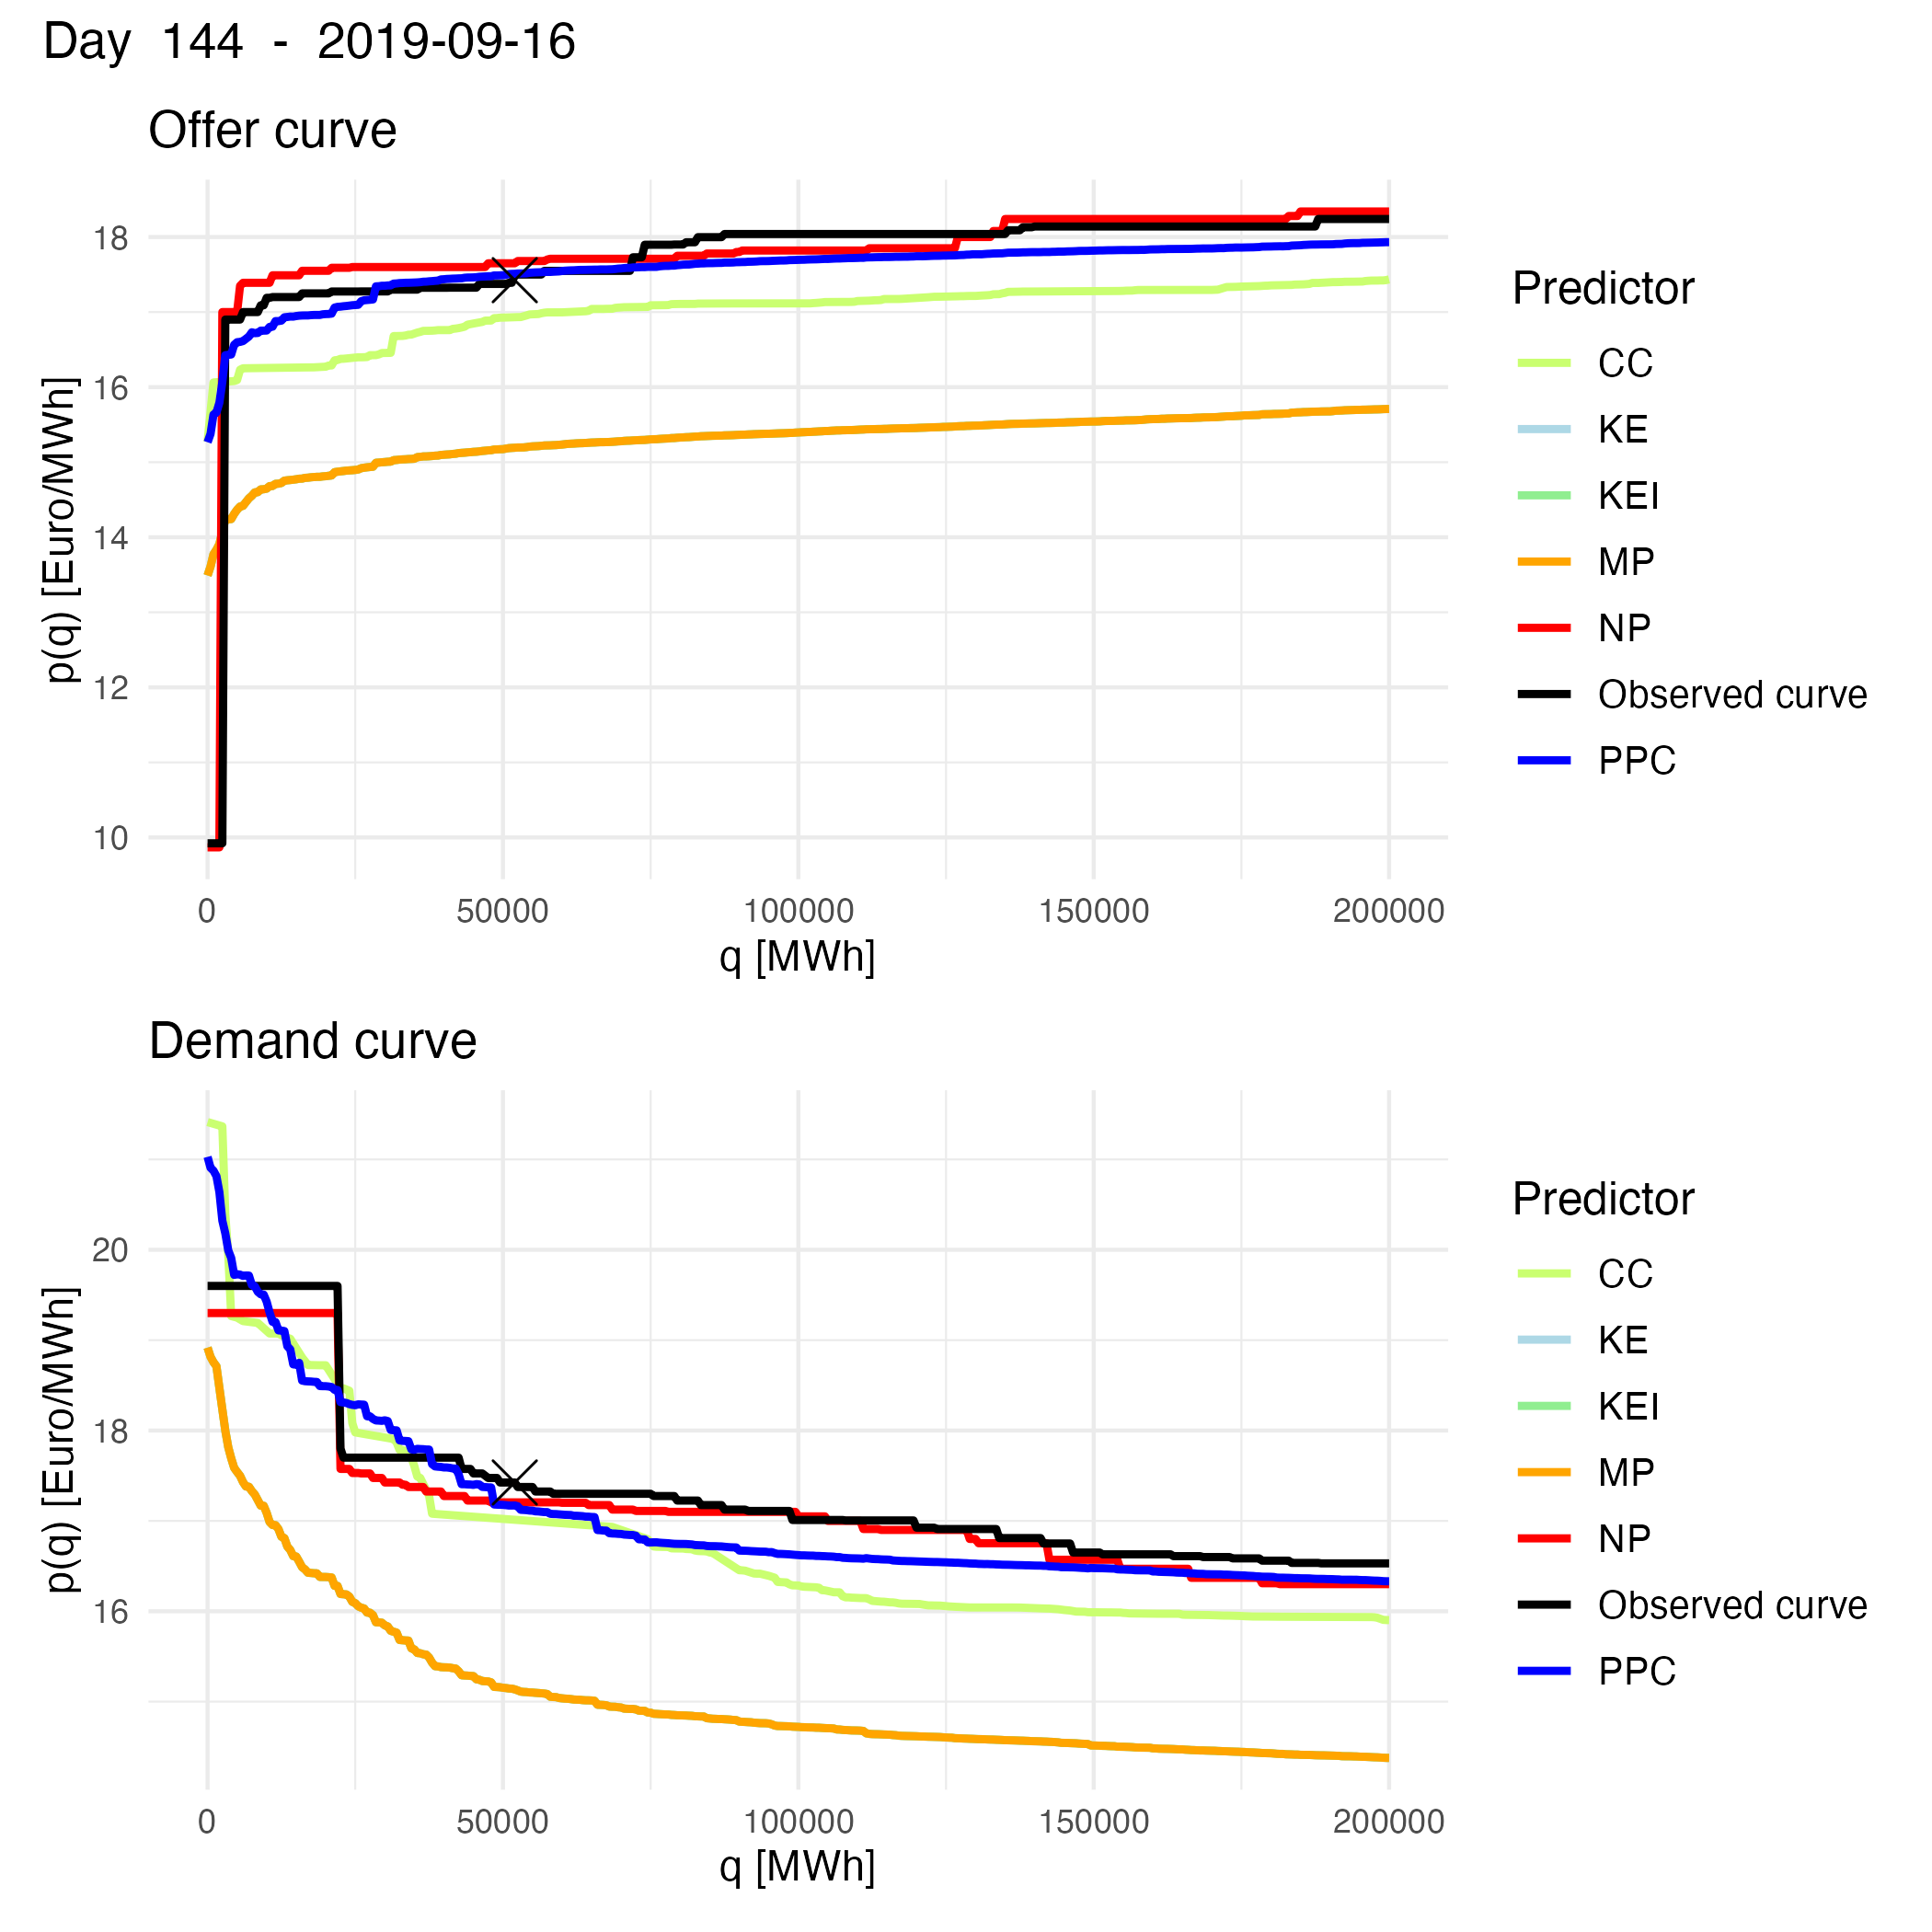 Day 144 - 2019-09-16
Offer curve
p(q) [Euro/MWh]
18
16
14
12
10
0 50000 100000 150000 200000
q [MWh]
Predictor
CC
KE
KEI
MP
NP
Observed curve
PPC
Demand curve
p(q) [Euro/MWh]
20
18
16
0 50000 100000 150000 200000
q [MWh]
Predictor
CC
KE
KEI
MP
NP
Observed curve
PPC